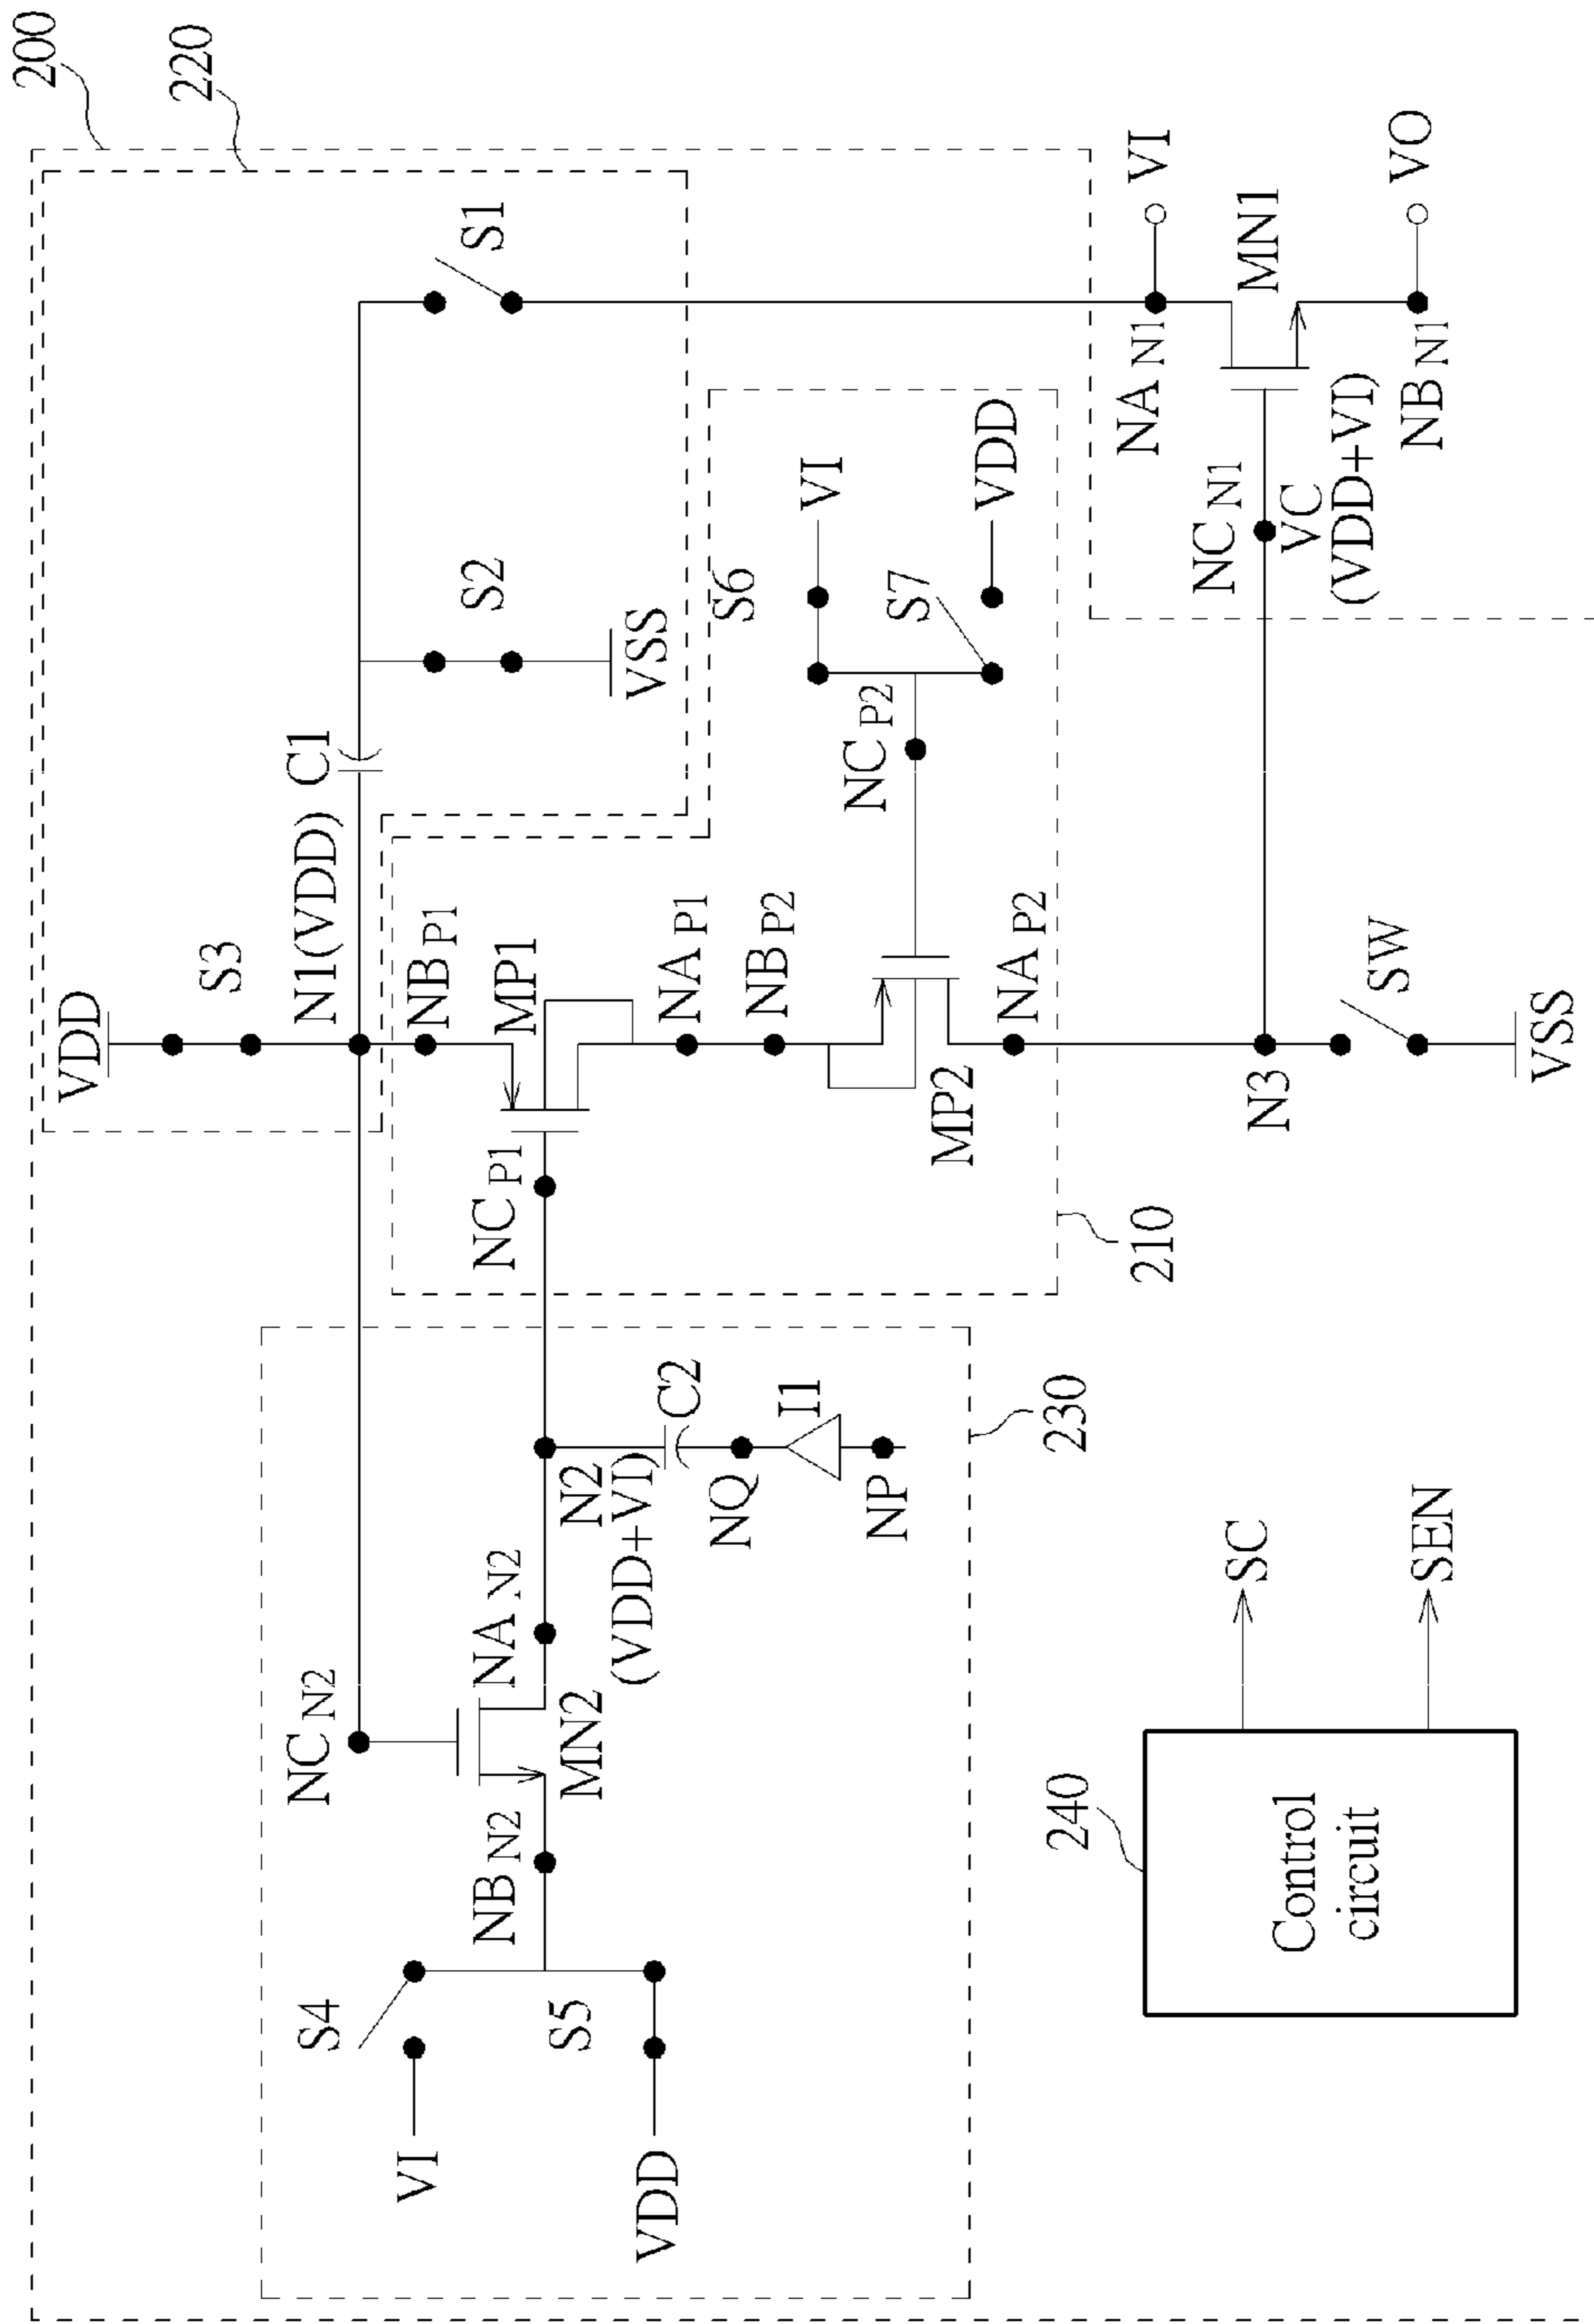 200
220
VDD
S3
N1(VDD)
C1
S2
VSS
S1
NC N2
NB P1
MP1
NC P1
NA P1
NB P2
MP2
NA P2
NC P2
S6
VI
S7
VDD
210
S4
VI
S5
VDD
NB N2
MN2
NA N2
N2
(VDD+VI)
C2
NQ
I1
NP
230
N3
SW
VSS
NC N1
VC
(VDD+VI)
NA N1
VI
MN1
NB N1
VO
240
Control
circuit
SC
SEN